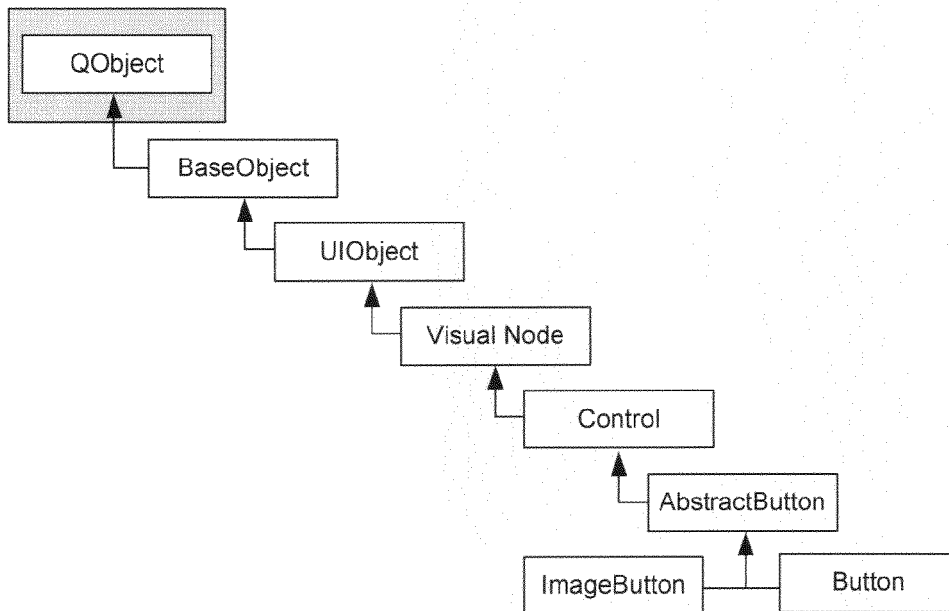 QObject
BaseObject
UIObject
Visual Node
Control
AbstractButton
ImageButton
Button